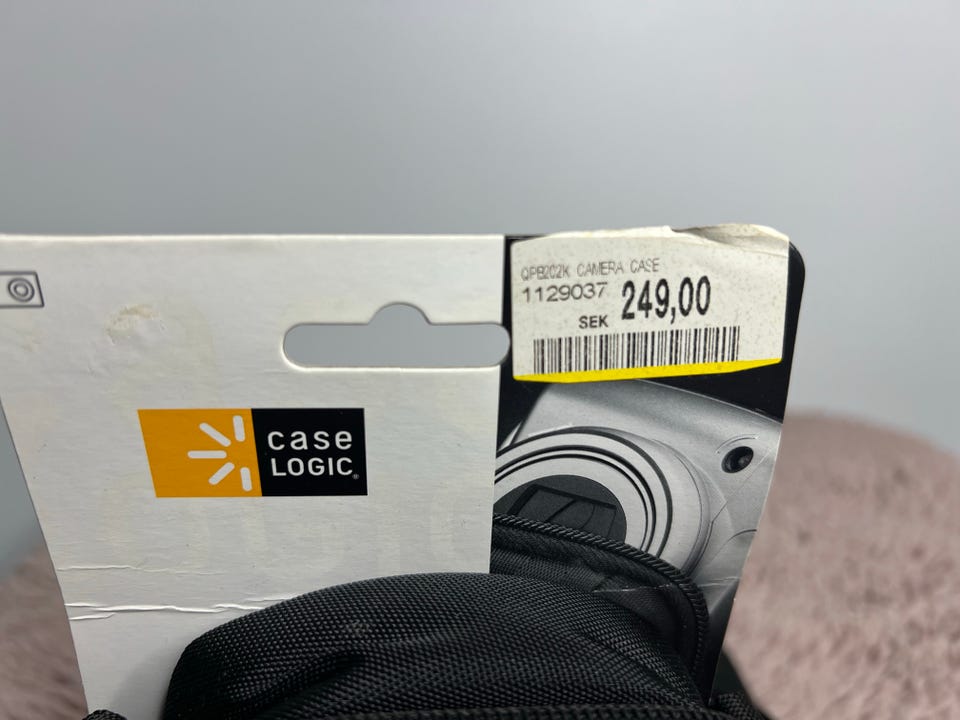 QPB202K CAMERA CASE
1129037
SEK 249,00
case
LOGIC®